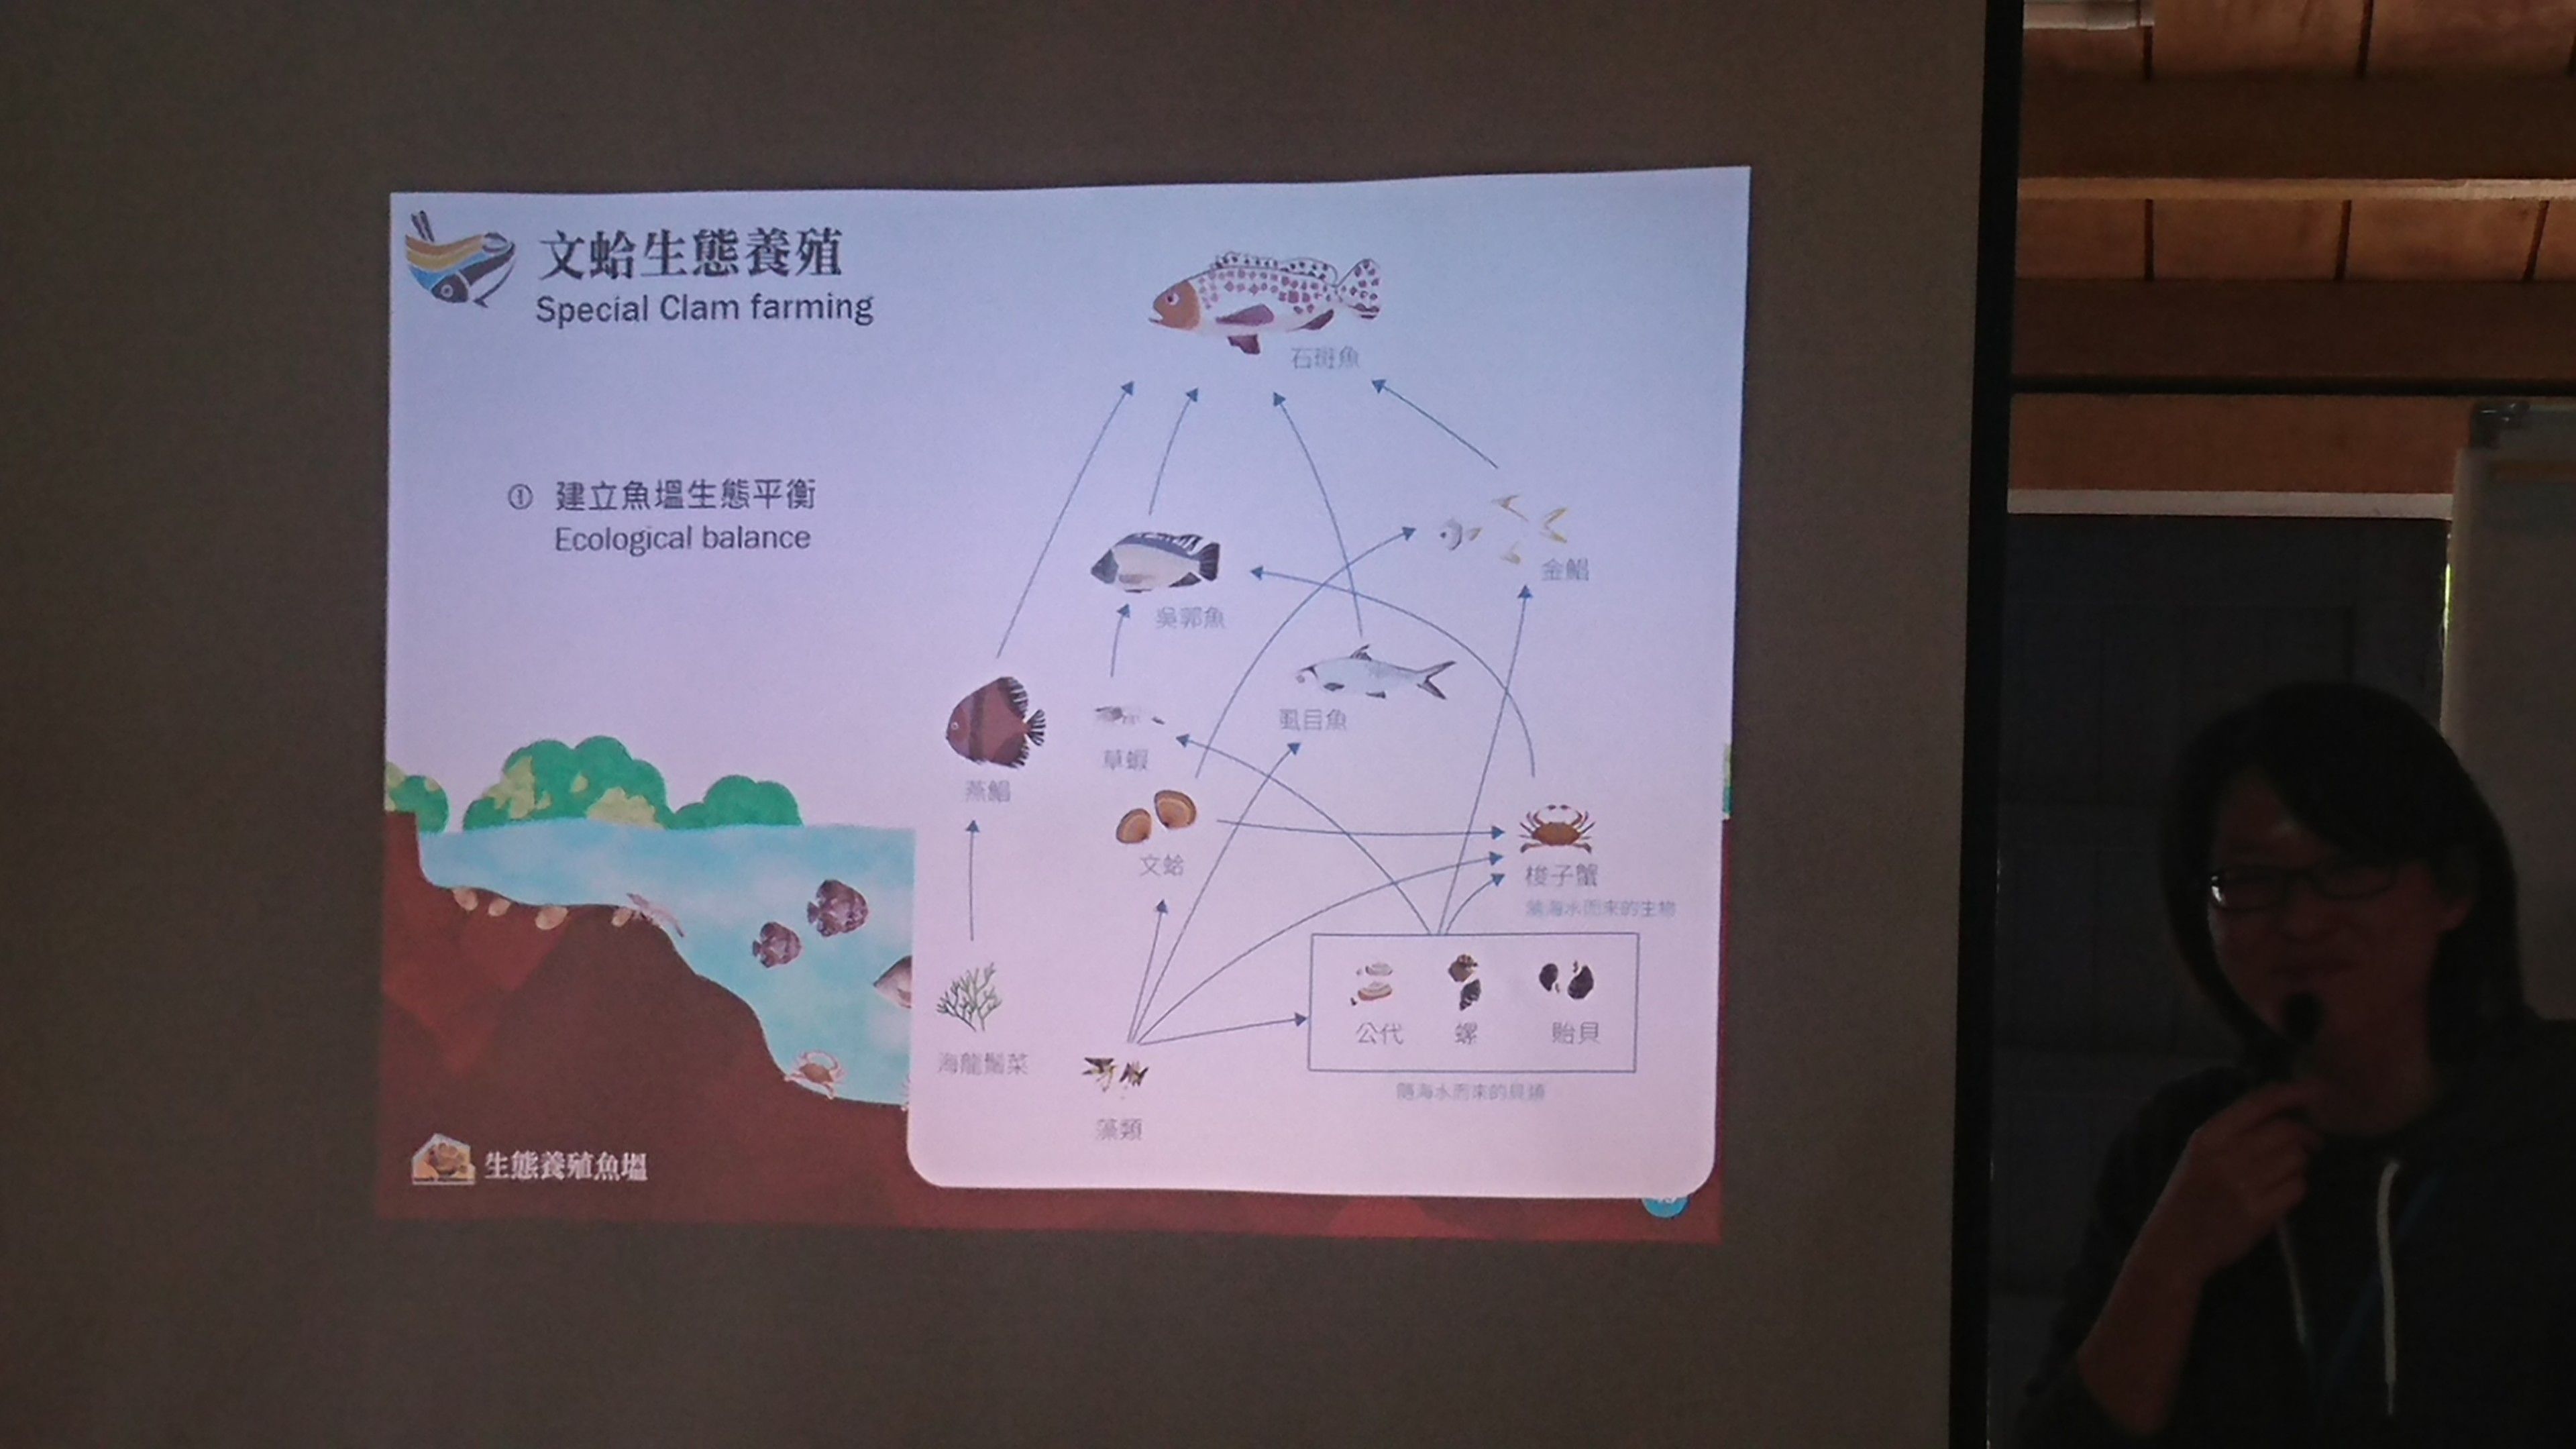 文蛤生態養殖
Special Clam farming
① 建立魚塭生態平衡
Ecological balance
石斑魚
金鯧
吳郭魚
虱目魚
草蝦
燕鯧
文蛤
梭子蟹
隨海水而來的生物
公代
螺
貽貝
海龍鬚菜
隨海水而來的貝類
藻類
生態養殖魚塭